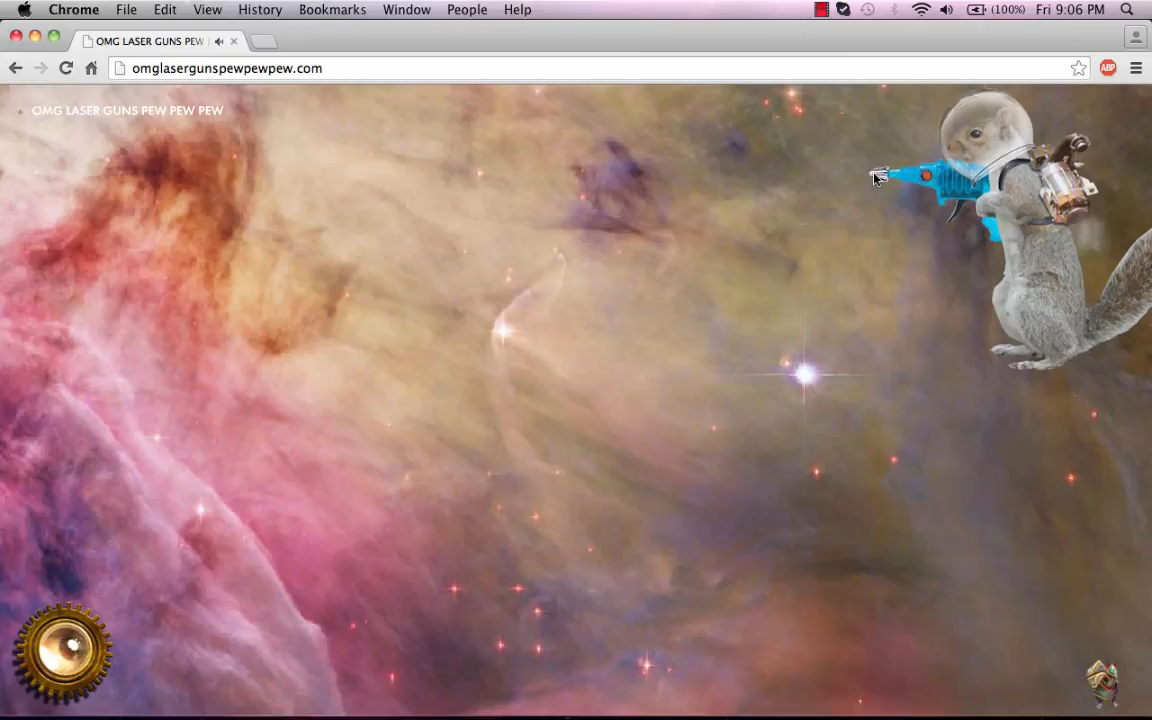 Chrome File Edit View History Bookmarks Window People Help (100%) Fri 9:06 PM
OMG LASER GUNS PEW
omglasergunspewpewpew.com ABP
+ OMG LASER GUNS PEW PEW PEW